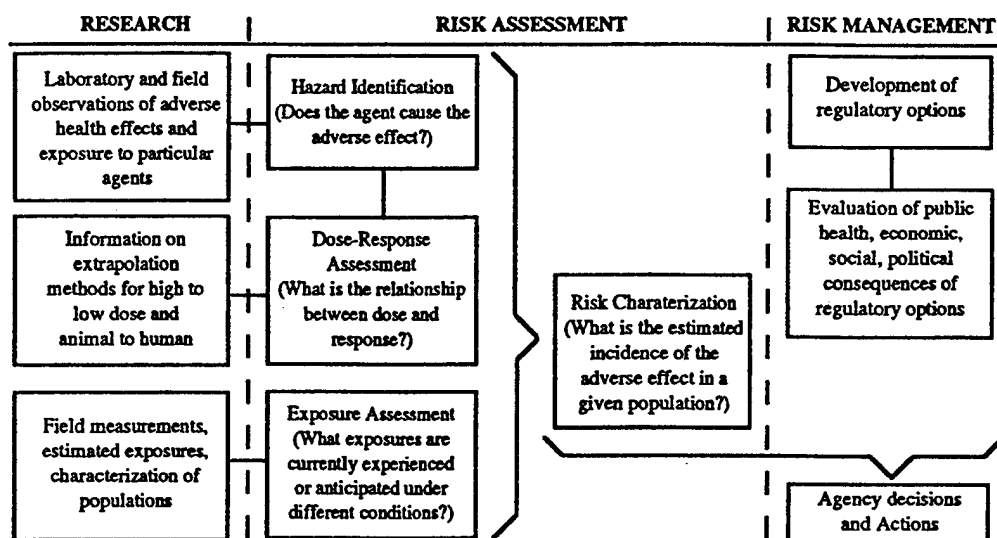 RESEARCH
RISK ASSESSMENT
RISK MANAGEMENT
Laboratory and field
observations of adverse
health effects and
exposure to particular
agents
Hazard Identification
(Does the agent cause the
adverse effect?)
Development of
regulatory options
Information on
extrapolation
methods for high to
low dose and
animal to human
Dose-Response
Assessment
(What is the relationship
between dose and
response?)
Risk Charaterization
(What is the estimated
incidence of the
adverse effect in a
given population?)
Evaluation of public
health, economic,
social, political
consequences of
regulatory options
Field measurements,
estimated exposures,
characterization of
populations
Exposure Assessment
(What exposures are
currently experienced
or anticipated under
different conditions?)
Agency decisions
and Actions